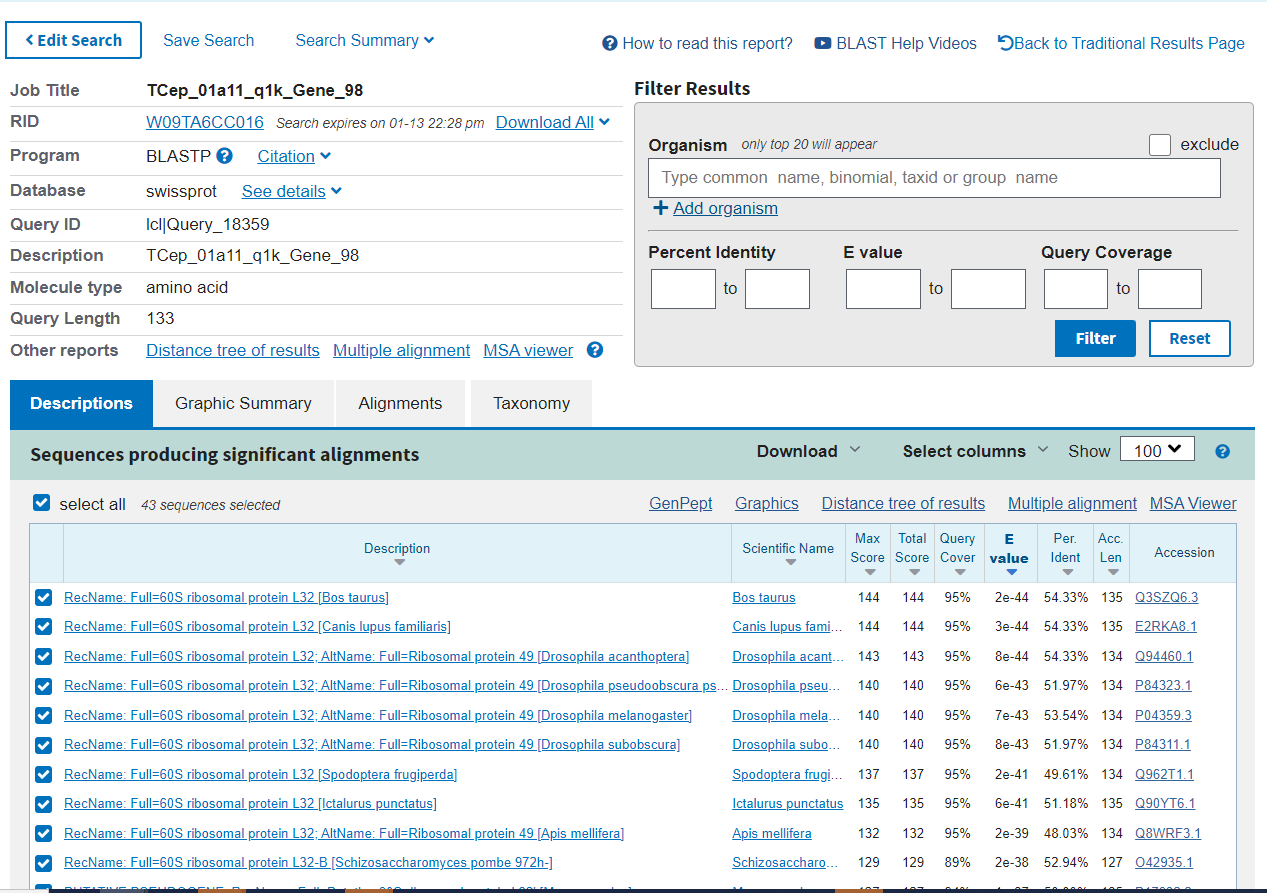 Edit Search Save Search Search Summary How to read this report? BLAST Help Videos Back to Traditional Results Page
Job Title TCep_01a11_q1k_Gene_98
RID W09TA6CC016 Search expires on 01-13 22:28 pm Download All
Program BLASTP Citation
Database swissprot See details
Query ID lcl|Query_18359
Description TCep_01a11_q1k_Gene_98
Molecule type amino acid
Query Length 133
Other reports Distance tree of results Multiple alignment MSA viewer
Filter Results
Organism only top 20 will appear exclude
Type common name, binomial, taxid or group name
Add organism
Percent Identity E value Query Coverage
to to to
Filter Reset
Descriptions Graphic Summary Alignments Taxonomy
Sequences producing significant alignments Download Select columns Show 100
select all 43 sequences selected GenPept Graphics Distance tree of results Multiple alignment MSA Viewer
Description Scientific Name Max Score Total Score Query Cover E value Per. Ident Acc. Len Accession
RecName: Full=60S ribosomal protein L32 [Bos taurus] Bos taurus 144 144 95% 2e-44 54.33% 135 Q3SZQ6.3
RecName: Full=60S ribosomal protein L32 [Canis lupus familiaris] Canis lupus fami... 144 144 95% 3e-44 54.33% 135 E2RKA8.1
RecName: Full=60S ribosomal protein L32; AltName: Full=Ribosomal protein 49 [Drosophila acanthoptera] Drosophila acant... 143 143 95% 8e-44 54.33% 134 Q94460.1
RecName: Full=60S ribosomal protein L32; AltName: Full=Ribosomal protein 49 [Drosophila pseudoobscura ps... Drosophila pseu... 140 140 95% 6e-43 51.97% 134 P84323.1
RecName: Full=60S ribosomal protein L32; AltName: Full=Ribosomal protein 49 [Drosophila melanogaster] Drosophila mela... 140 140 95% 7e-43 53.54% 134 P04359.3
RecName: Full=60S ribosomal protein L32; AltName: Full=Ribosomal protein 49 [Drosophila subobscura] Drosophila subo... 140 140 95% 8e-43 51.97% 134 P84311.1
RecName: Full=60S ribosomal protein L32 [Spodoptera frugiperda] Spodoptera frugi... 137 137 95% 2e-41 49.61% 134 Q962T1.1
RecName: Full=60S ribosomal protein L32 [Ictalurus punctatus] Ictalurus punctatus 135 135 95% 6e-41 51.18% 135 Q90YT6.1
RecName: Full=60S ribosomal protein L32; AltName: Full=Ribosomal protein 49 [Apis mellifera] Apis mellifera 132 132 95% 2e-39 48.03% 134 Q8WRF3.1
RecName: Full=60S ribosomal protein L32-B [Schizosaccharomyces pombe 972h-] Schizosaccharo... 129 129 89% 2e-38 52.94% 127 O42935.1